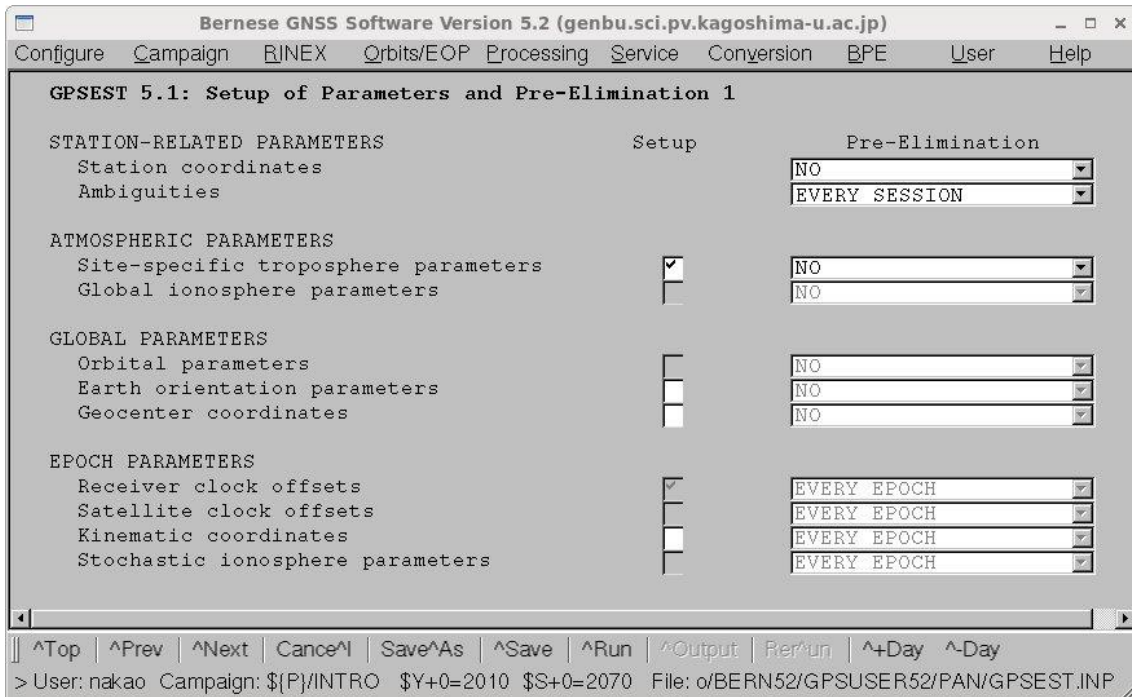 Bernese GNSS Software Version 5.2 (genbu.sci.pv.kagoshima-u.ac.jp)
Configure Campaign RINEX Orbits/EOP Processing Service Conversion BPE User Help
GPSEST 5.1: Setup of Parameters and Pre-Elimination 1
STATION-RELATED PARAMETERS Setup Pre-Elimination
Station coordinates NO
Ambiguities EVERY SESSION
ATMOSPHERIC PARAMETERS
Site-specific troposphere parameters NO
Global ionosphere parameters NO
GLOBAL PARAMETERS
Orbital parameters NO
Earth orientation parameters NO
Geocenter coordinates NO
EPOCH PARAMETERS
Receiver clock offsets EVERY EPOCH
Satellite clock offsets EVERY EPOCH
Kinematic coordinates EVERY EPOCH
Stochastic ionosphere parameters EVERY EPOCH
^Top | ^Prev | ^Next | Cance^l | Save^As | ^Save | ^Run | ^Output | Rer^un | ^+Day ^-Day
> User: nakao Campaign: ${P}/INTRO $Y+0=2010 $S+0=2070 File: o/BERN52/GPSUSER52/PAN/GPSEST.INP